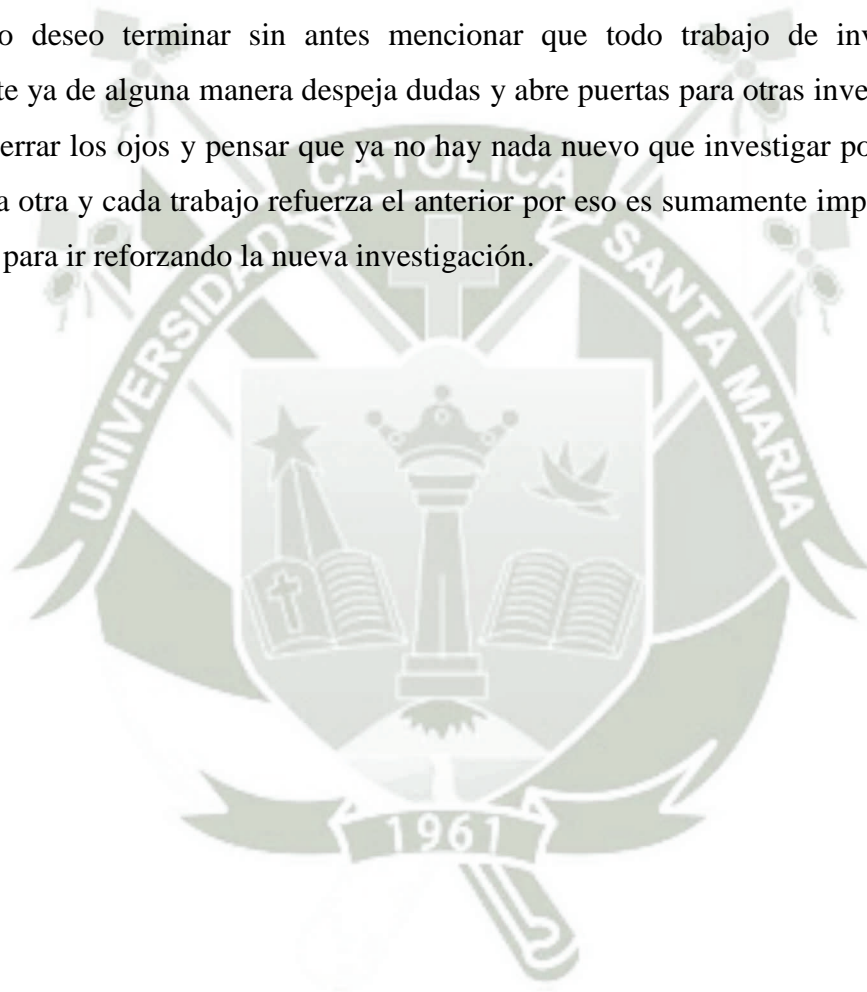 o deseo terminar sin antes mencionar que todo trabajo de inv
te ya de alguna manera despeja dudas y abre puertas para otras inve
errar los ojos y pensar que ya no hay nada nuevo que investigar po
a otra y cada trabajo refuerza el anterior por eso es sumamente imp
para ir reforzando la nueva investigación.
UNIVERSIDAD CATOLICA SANTA MARIA
1961